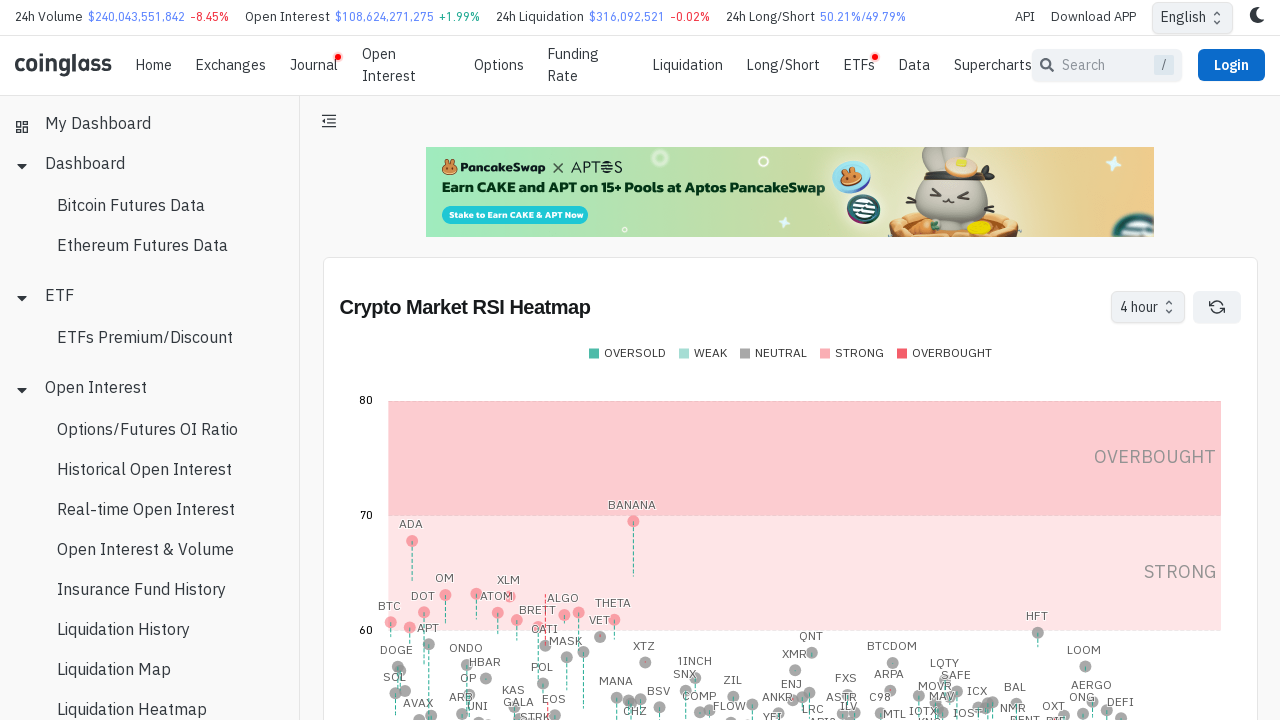 24h Volume $240,043,551,842 -8.45% Open Interest $108,624,271,275 +1.99% 24h Liquidation $316,092,521 -0.02% 24h Long/Short 50.21%/49.79% API Download APP English
coinglass Home Exchanges Journal Open Interest Options Funding Rate Liquidation Long/Short ETFs Data Supercharts Search / Login
My Dashboard
Dashboard
Bitcoin Futures Data
Ethereum Futures Data
ETF
ETFs Premium/Discount
Open Interest
Options/Futures OI Ratio
Historical Open Interest
Real-time Open Interest
Open Interest & Volume
Insurance Fund History
Liquidation History
Liquidation Map
Liquidation Heatmap
PancakeSwap × APTOS
Earn CAKE and APT on 15+ Pools at Aptos PancakeSwap
Stake to Earn CAKE & APT Now
Crypto Market RSI Heatmap
4 hour
OVERSOLD WEAK NEUTRAL STRONG OVERBOUGHT
80
OVERBOUGHT
BANANA
70
ADA
STRONG
OM XLM
DOT ATOM ALGO
BTC BRETT THETA
HFT
60
APT CATI VET
MASK QNT
DOGE ONDO XTZ BTCDOM LOOM
HBAR POL 1INCH XMR LQTY
SOL OP MANA SNX ZIL ENJ FXS ARPA SAFE
AVAX ARB UNI KAS GALA EOS BSV COMP ANKR ASTR C98 MOVR MAV ICX BAL AERGO ONG
STRK CHZ FLOW YFI LRC ILV MTL IOTX IOST NMR OXT DEFI